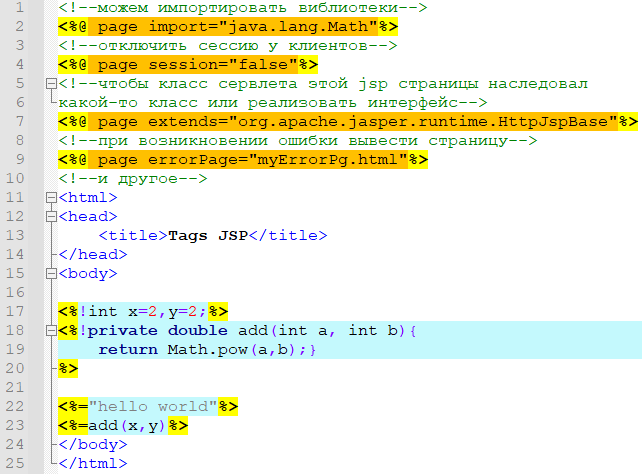 1 <!--можем импортировать виблиотеки-->
2 <%@ page import="java.lang.Math"%>
3 <!--отключить сессию у клиентов-->
4 <%@ page session="false"%>
5 <!--чтобы класс сервлета этой jsp страницы наследовал
6 какой-то класс или реализовать интерфейс-->
7 <%@ page extends="org.apache.jasper.runtime.HttpJspBase"%>
8 <!--при возникновении ошибки вывести страницу-->
9 <%@ page errorPage="myErrorPg.html"%>
10 <!--и другое-->
11 <html>
12 <head>
13     <title>Tags JSP</title>
14 </head>
15 <body>
16
17 <%!int x=2,y=2;%>
18 <%!private double add(int a, int b){
19     return Math.pow(a,b);}
20 %>
21
22 <%="hello world"%>
23 <%=add(x,y)%>
24 </body>
25 </html>